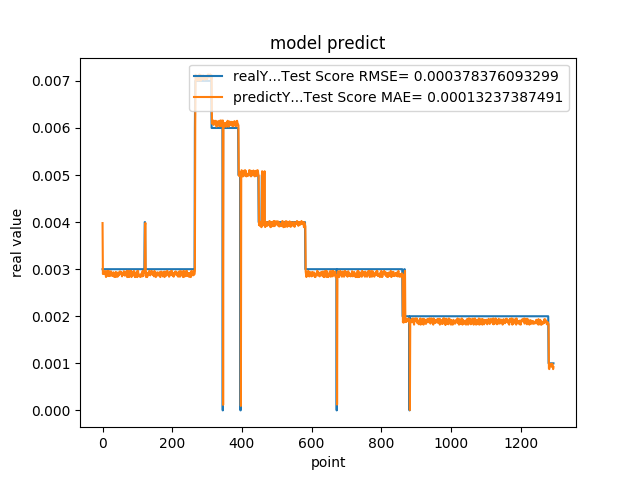 model predict
realY...Test Score RMSE= 0.000378376093299
predictY...Test Score MAE= 0.00013237387491
0.007
0.006
0.005
0.004
0.003
0.002
0.001
0.000
real value
0 200 400 600 800 1000 1200
point